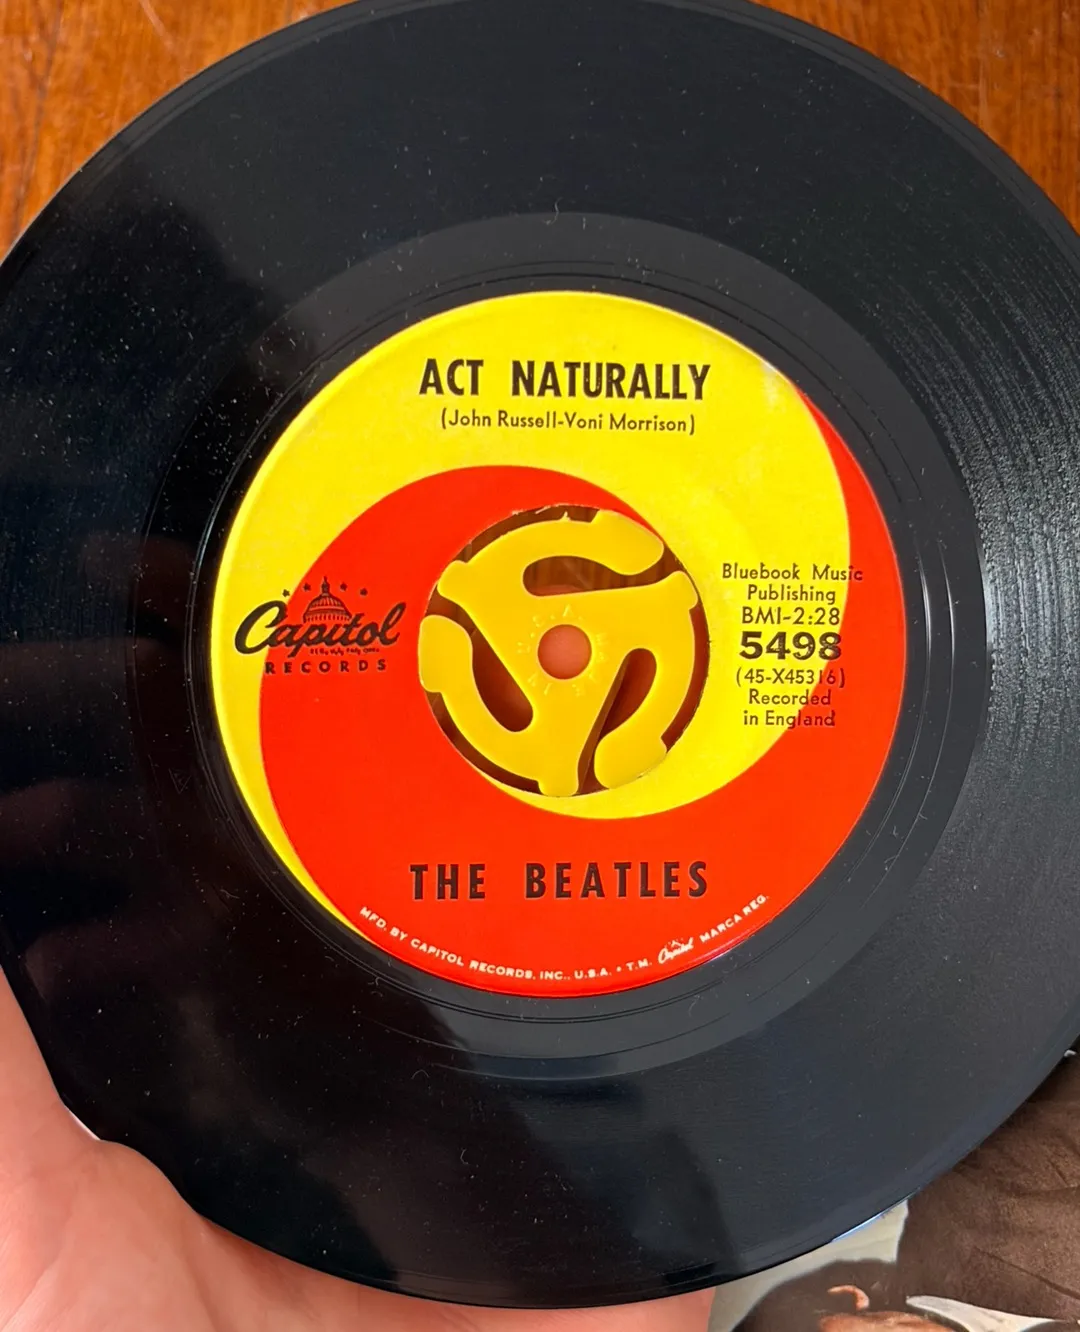 ACT NATURALLY
(John Russell-Voni Morrison)
Capitol
RECORDS
Bluebook Music
Publishing
BMI-2:28
5498
(45-X45316)
Recorded
in England
THE BEATLES
MFD. BY CAPITOL RECORDS, INC., U.S.A. • T.M. Capitol MARCA REG.